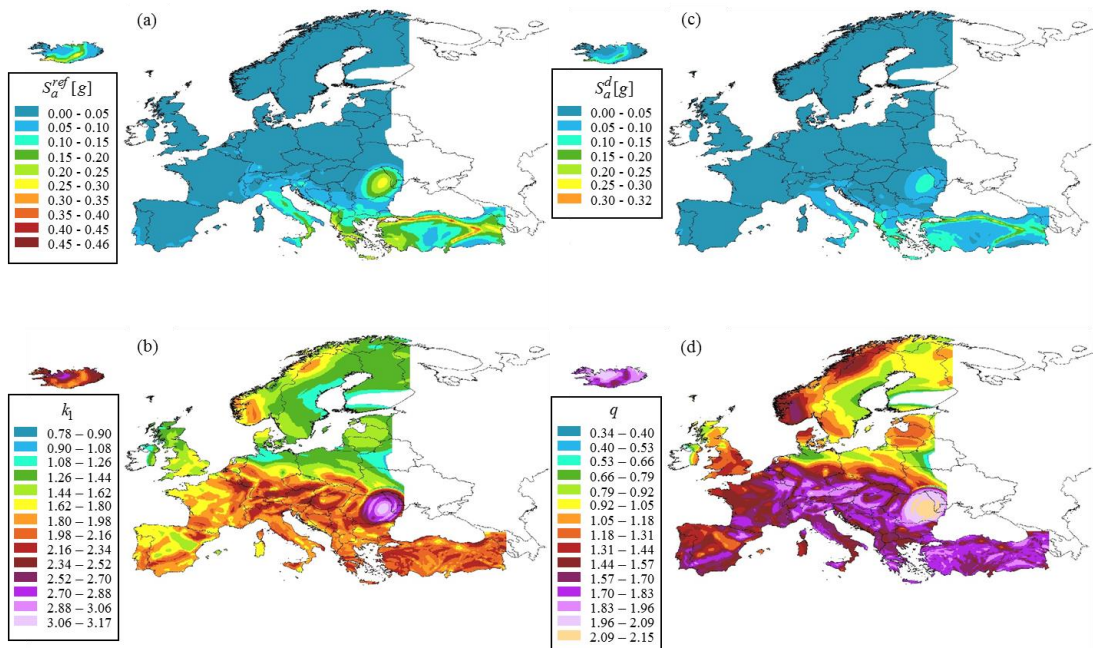 (a)
S_a^ref [g]
0.00 - 0.05
0.05 - 0.10
0.10 - 0.15
0.15 - 0.20
0.20 - 0.25
0.25 - 0.30
0.30 - 0.35
0.35 - 0.40
0.40 - 0.45
0.45 - 0.46
(c)
S_a^d [g]
0.00 - 0.05
0.05 - 0.10
0.10 - 0.15
0.15 - 0.20
0.20 - 0.25
0.25 - 0.30
0.30 - 0.32
(b)
k_1
0.78 – 0.90
0.90 – 1.08
1.08 – 1.26
1.26 – 1.44
1.44 – 1.62
1.62 – 1.80
1.80 – 1.98
1.98 – 2.16
2.16 – 2.34
2.34 – 2.52
2.52 – 2.70
2.70 – 2.88
2.88 – 3.06
3.06 – 3.17
(d)
q
0.34 – 0.40
0.40 – 0.53
0.53 – 0.66
0.66 – 0.79
0.79 – 0.92
0.92 – 1.05
1.05 – 1.18
1.18 – 1.31
1.31 – 1.44
1.44 – 1.57
1.57 – 1.70
1.70 – 1.83
1.83 – 1.96
1.96 – 2.09
2.09 – 2.15